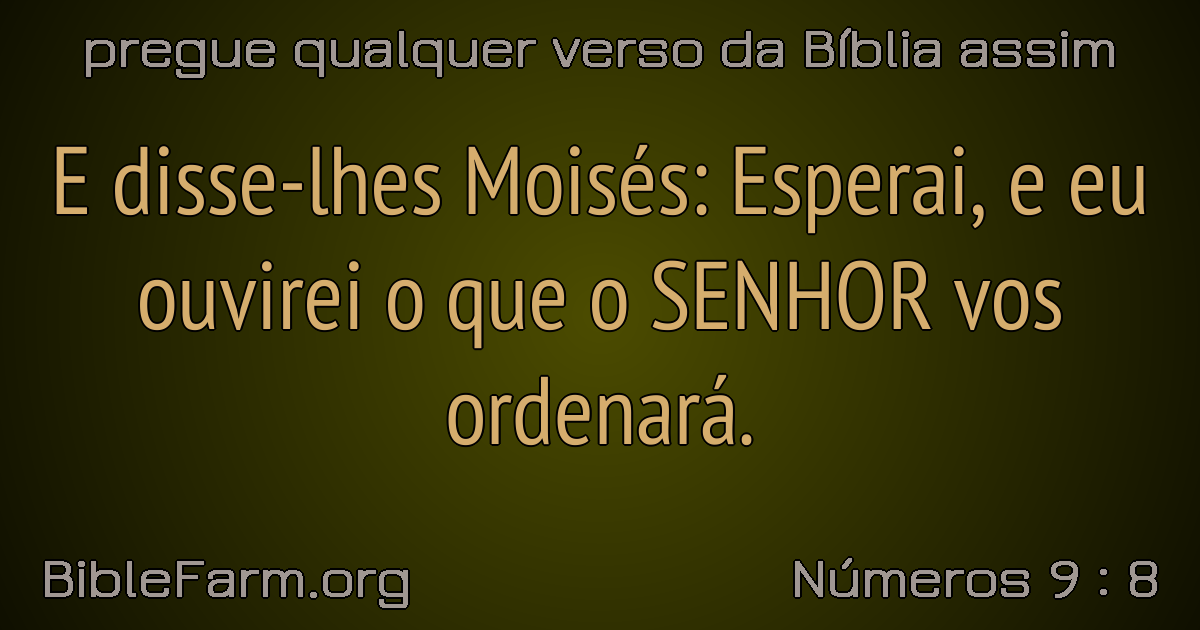 pregue qualquer verso da Bíblia assim
E disse-lhes Moisés: Esperai, e eu
ouvirei o que o SENHOR vos
ordenará.
BibleFarm.org
Números 9 : 8